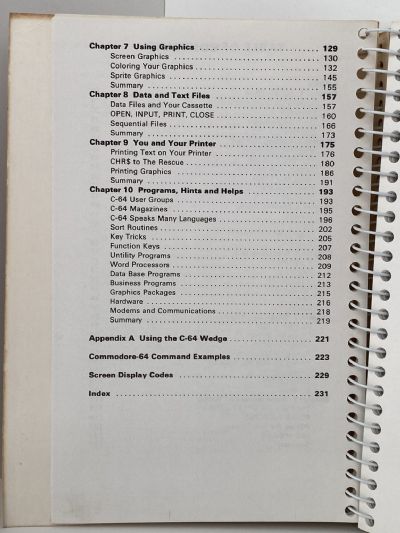 Chapter 7 Using Graphics ........................ 129
Screen Graphics ........................ 130
Coloring Your Graphics ........................ 132
Sprite Graphics ........................ 145
Summary ........................ 155
Chapter 8 Data and Text Files ........................ 157
Data Files and Your Cassette ........................ 157
OPEN, INPUT, PRINT, CLOSE ........................ 160
Sequential Files ........................ 166
Summary ........................ 173
Chapter 9 You and Your Printer ........................ 175
Printing Text on Your Printer ........................ 176
CHR$ to The Rescue ........................ 180
Printing Graphics ........................ 186
Summary ........................ 191
Chapter 10 Programs, Hints and Helps ........................ 193
C-64 User Groups ........................ 193
C-64 Magazines ........................ 195
C-64 Speaks Many Languages ........................ 196
Sort Routines ........................ 202
Key Tricks ........................ 205
Function Keys ........................ 207
Untility Programs ........................ 208
Word Processors ........................ 209
Data Base Programs ........................ 212
Business Programs ........................ 213
Graphics Packages ........................ 215
Hardware ........................ 216
Modems and Communications ........................ 218
Summary ........................ 219
Appendix A Using the C-64 Wedge ........................ 221
Commodore-64 Command Examples ........................ 223
Screen Display Codes ........................ 229
Index ........................ 231